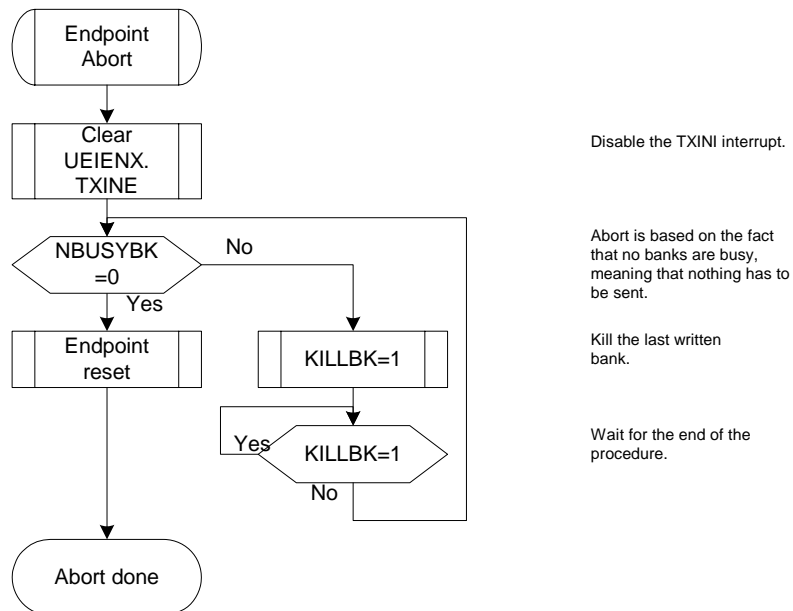 Endpoint
Abort
Clear
UEIENX.
TXINE
Disable the TXINI interrupt.
NBUSYBK
=0
No
Yes
Abort is based on the fact
that no banks are busy,
meaning that nothing has to
be sent.
Endpoint
reset
KILLBK=1
Kill the last written
bank.
Yes
KILLBK=1
No
Wait for the end of the
procedure.
Abort done